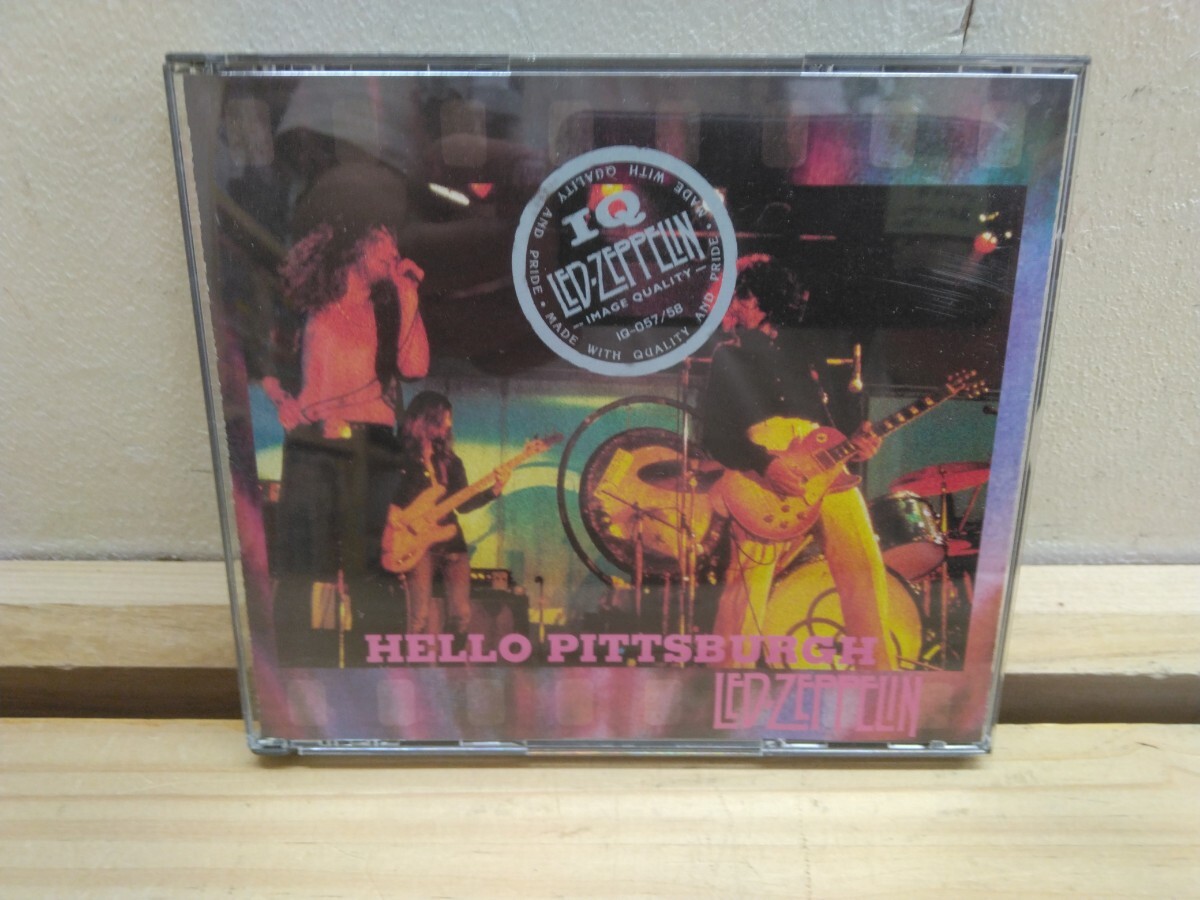 MADE WITH QUALITY AND PRIDE • MADE WITH QUALITY AND PRIDE •
IQ
LED-ZEPPELIN
– IMAGE QUALITY –
IQ-057/58
HELLO PITTSBURGH
LED-ZEPPELIN